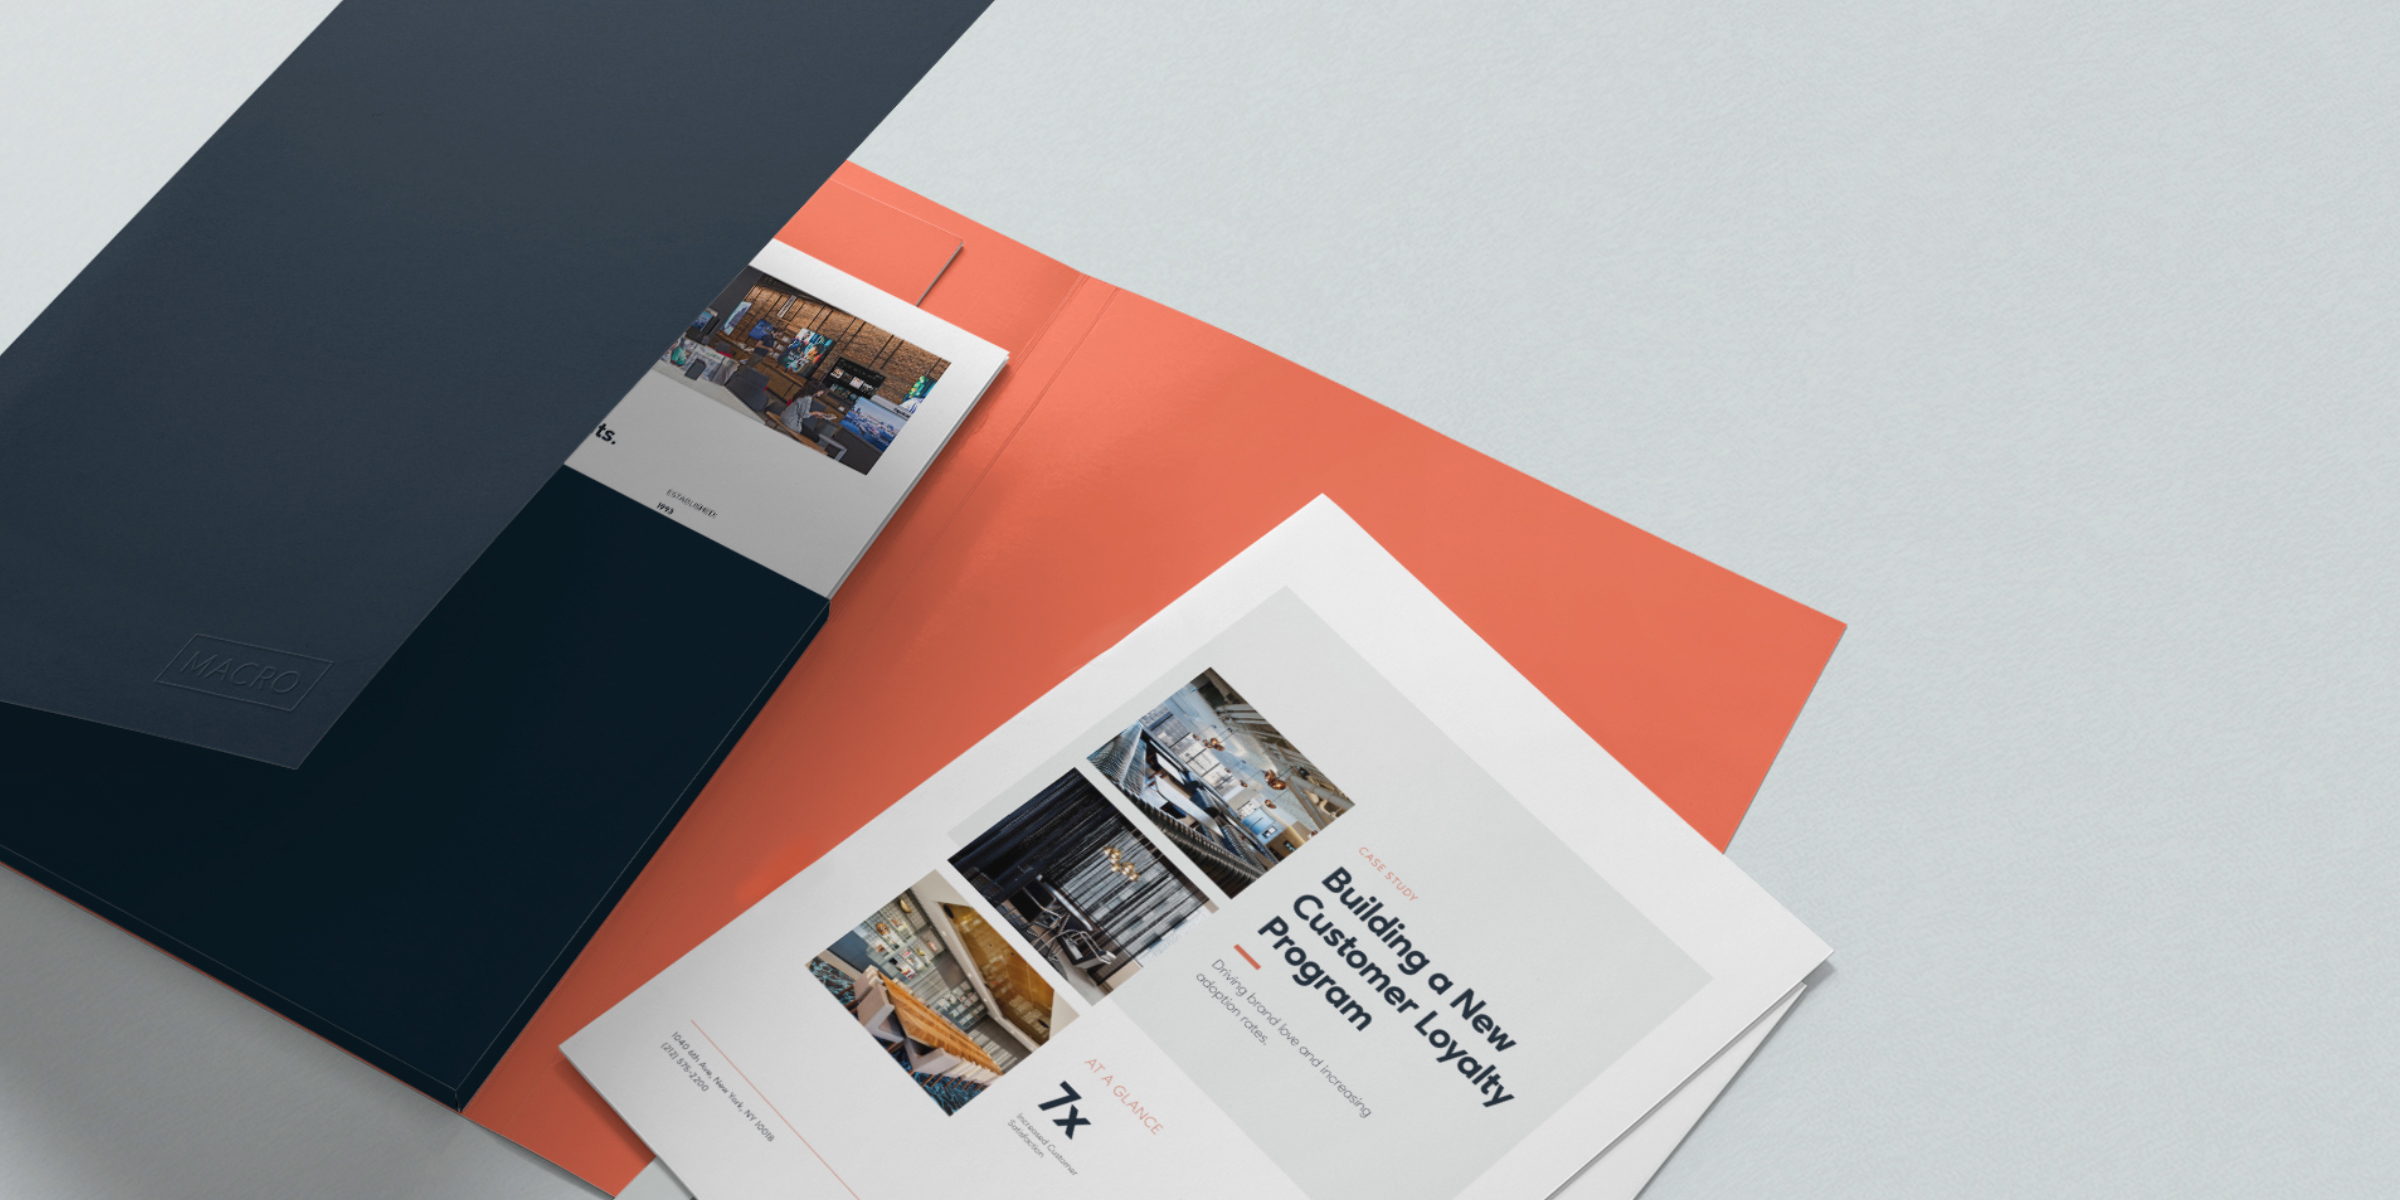 MACRO
ts.
ESTABLISHED
1993
CASE STUDY
Building a New
Customer Loyalty
Program
Driving brand love and increasing
adoption rates.
AT A GLANCE
7x
Increased Customer
Satisfaction
1040 6th Ave, New York, NY 10018
(212) 575-2200